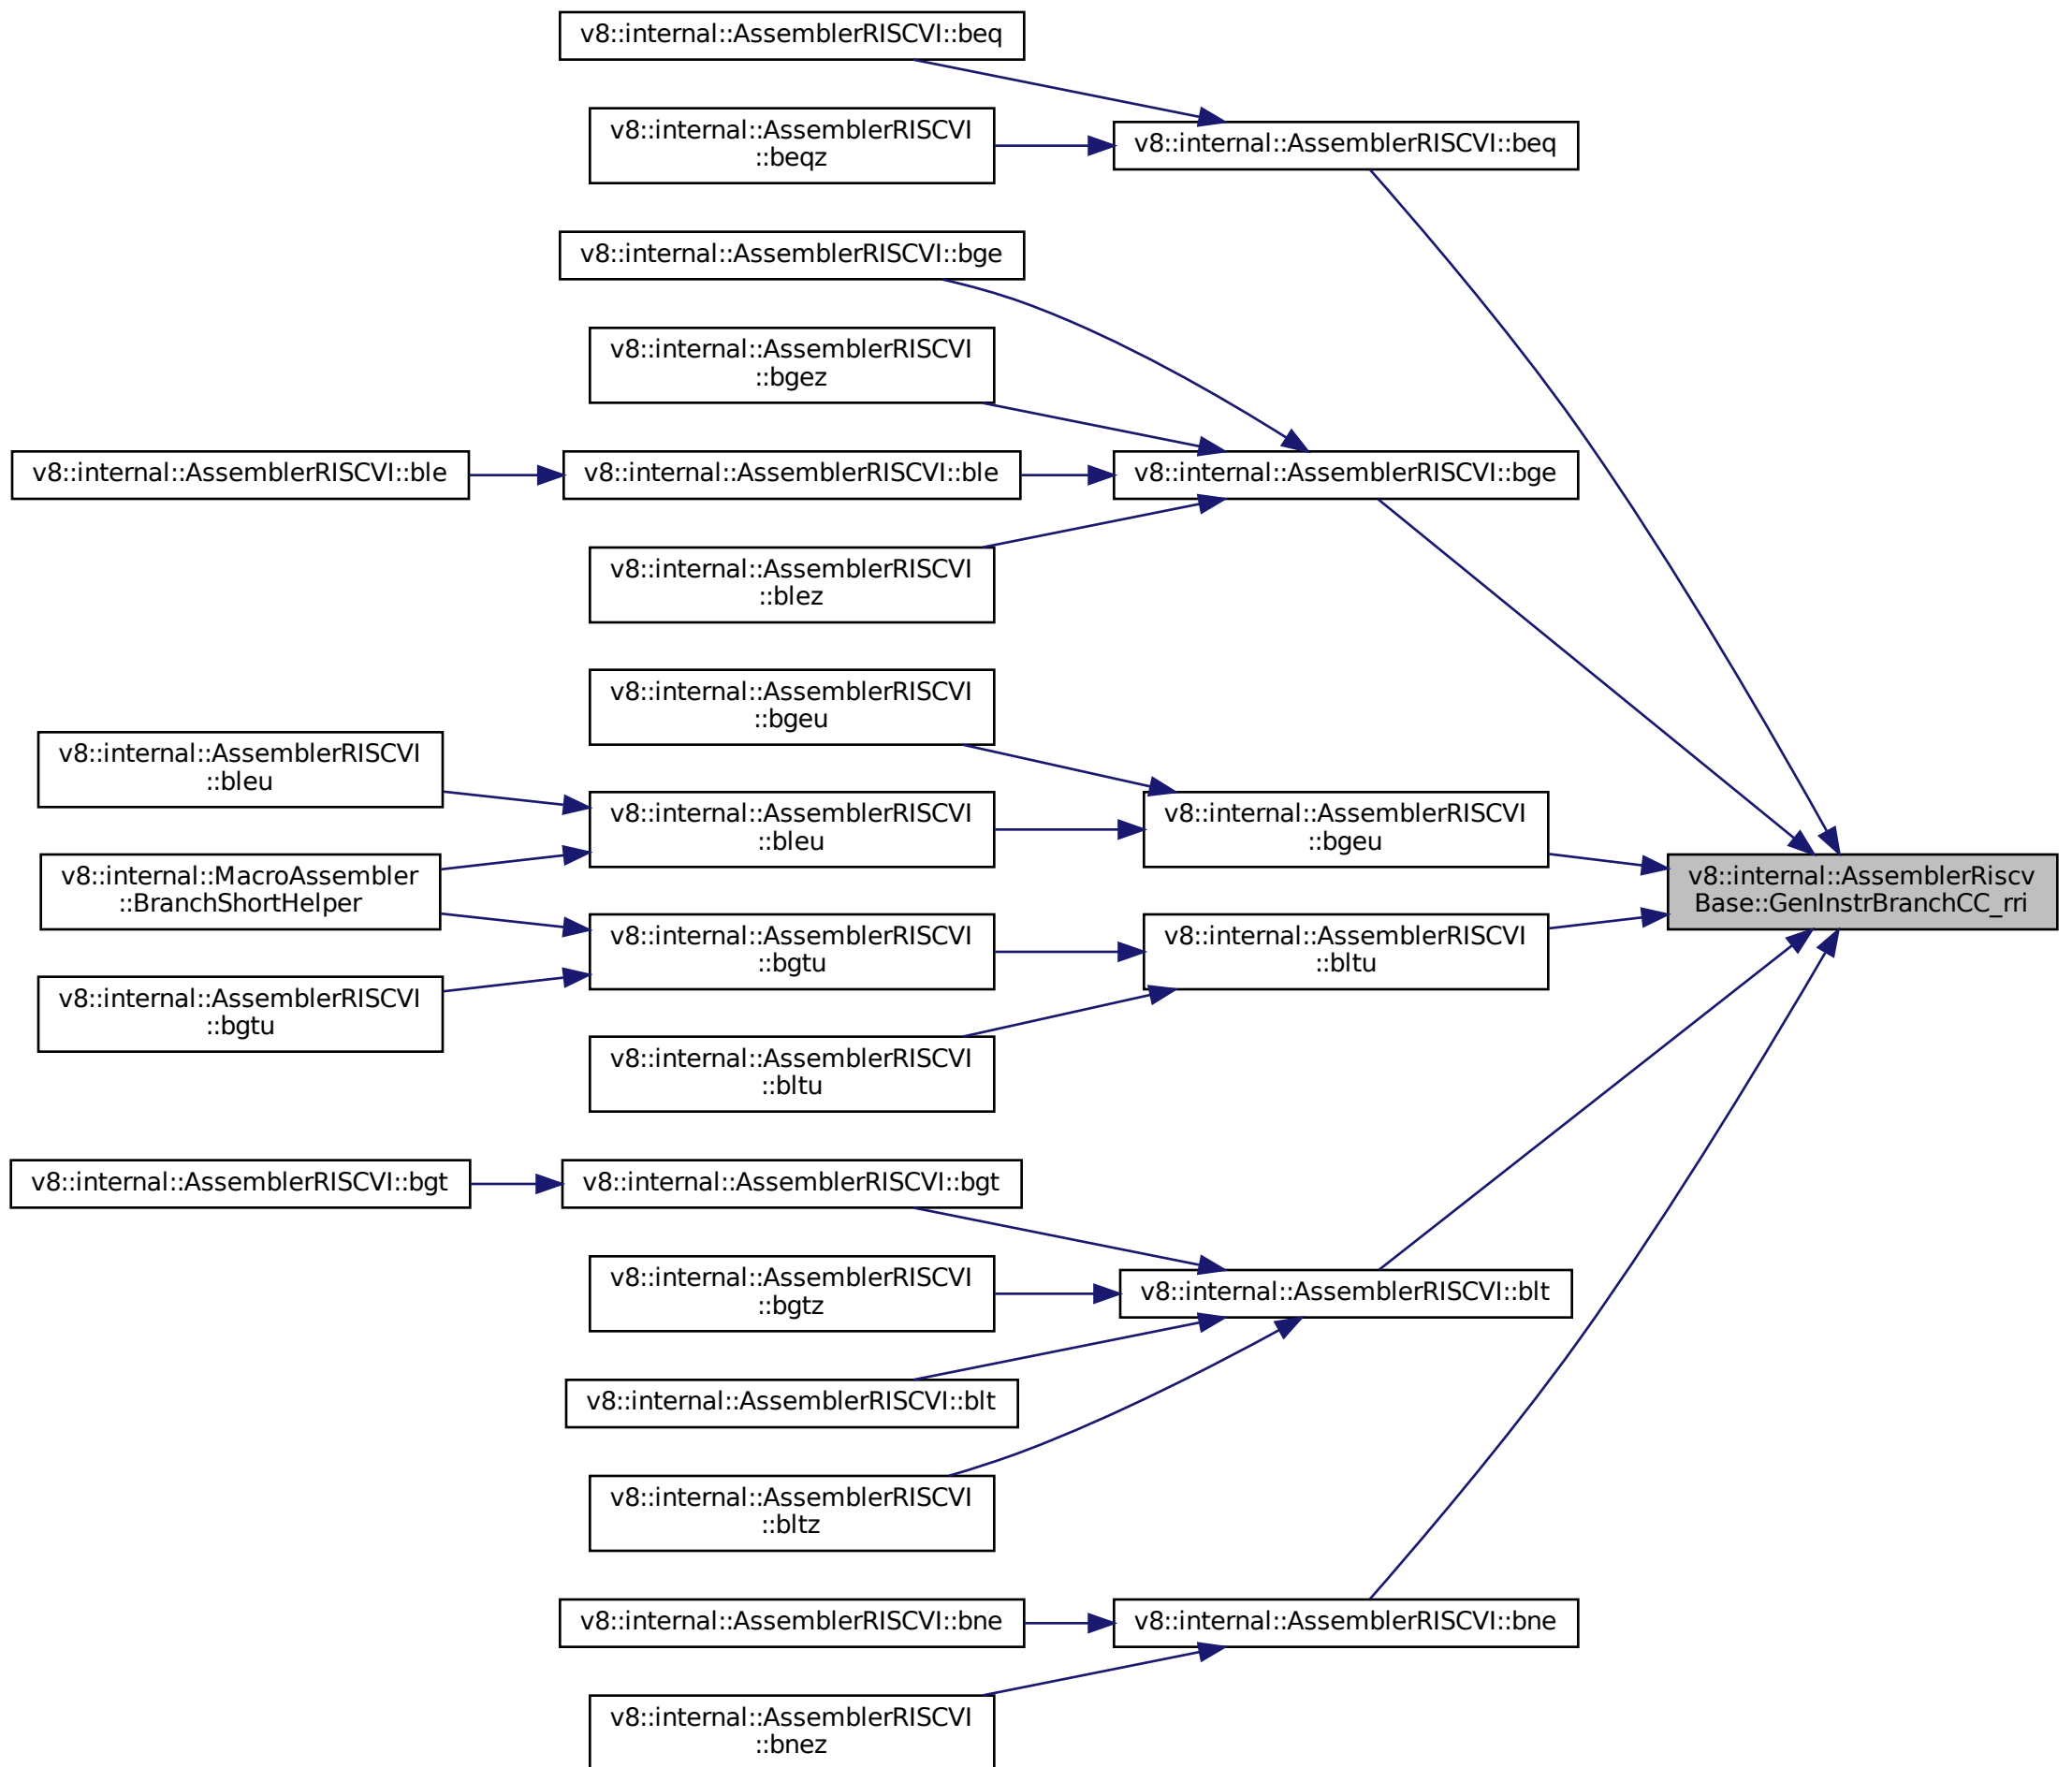 v8::internal::AssemblerRISCVI::beq
v8::internal::AssemblerRISCVI
::beqz
v8::internal::AssemblerRISCVI::beq
v8::internal::AssemblerRISCVI::bge
v8::internal::AssemblerRISCVI
::bgez
v8::internal::AssemblerRISCVI::ble
v8::internal::AssemblerRISCVI::ble
v8::internal::AssemblerRISCVI::bge
v8::internal::AssemblerRISCVI
::blez
v8::internal::AssemblerRISCVI
::bgeu
v8::internal::AssemblerRISCVI
::bleu
v8::internal::AssemblerRISCVI
::bleu
v8::internal::AssemblerRISCVI
::bgeu
v8::internal::MacroAssembler
::BranchShortHelper
v8::internal::AssemblerRiscv
Base::GenInstrBranchCC_rri
v8::internal::AssemblerRISCVI
::bgtu
v8::internal::AssemblerRISCVI
::bltu
v8::internal::AssemblerRISCVI
::bgtu
v8::internal::AssemblerRISCVI
::bltu
v8::internal::AssemblerRISCVI::bgt
v8::internal::AssemblerRISCVI::bgt
v8::internal::AssemblerRISCVI
::bgtz
v8::internal::AssemblerRISCVI::blt
v8::internal::AssemblerRISCVI::blt
v8::internal::AssemblerRISCVI
::bltz
v8::internal::AssemblerRISCVI::bne
v8::internal::AssemblerRISCVI::bne
v8::internal::AssemblerRISCVI
::bnez